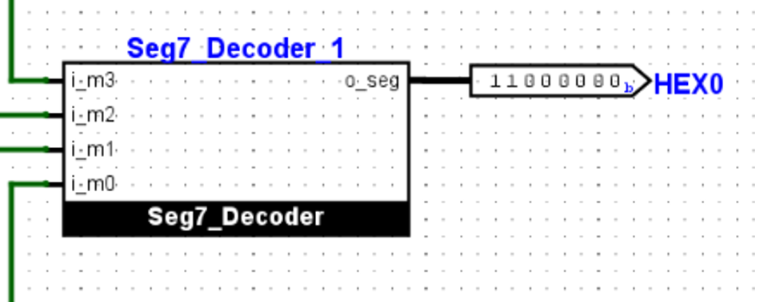 Seg7_Decoder_1
i_m3
o_seg
11000000b
HEX0
i_m2
i_m1
i_m0
Seg7_Decoder